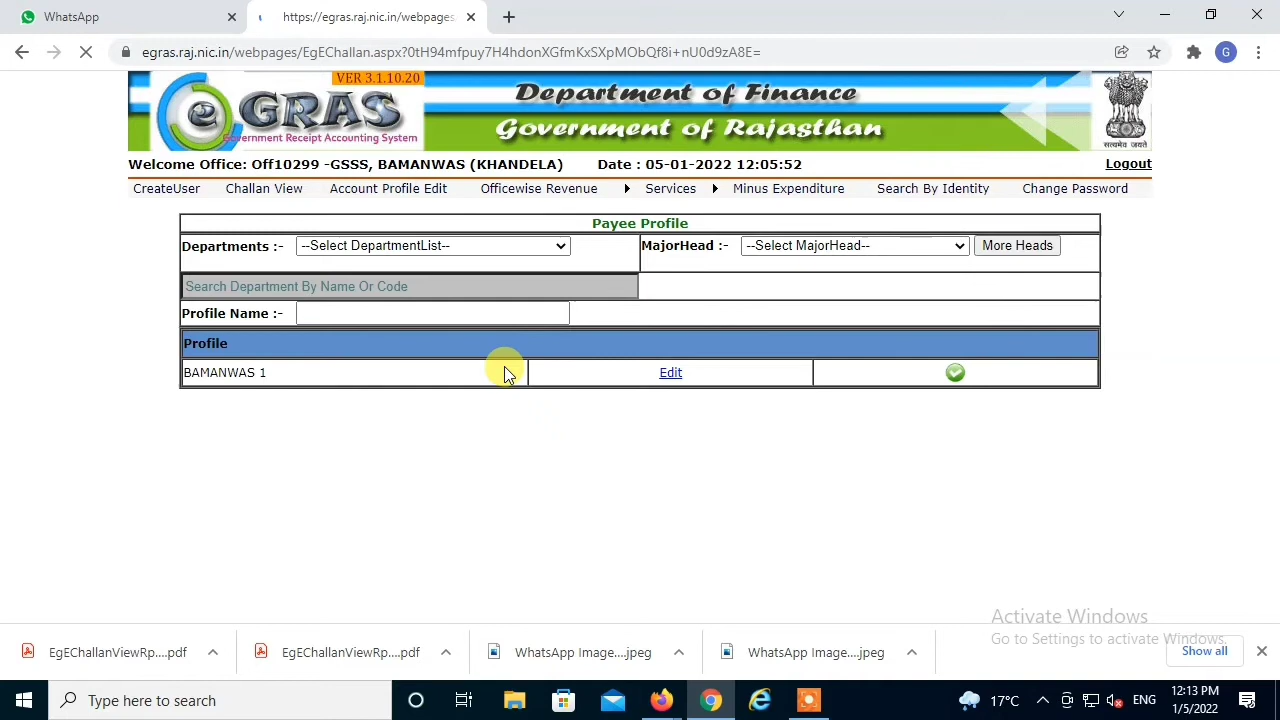 WhatsApp
https://egras.raj.nic.in/webpages
egras.raj.nic.in/webpages/EgEChallan.aspx?0tH94mfpuy7H4hdonXGfmKxSXpMObQf8i+nU0d9zA8E=
G
VER 3.1.10.20
eGRAS
Government Receipt Accounting System
Department of Finance
Government of Rajasthan
सत्यमेव जयते
Welcome Office: Off10299 -GSSS, BAMANWAS (KHANDELA) Date : 05-01-2022 12:05:52 Logout
CreateUser Challan View Account Profile Edit Officewise Revenue Services Minus Expenditure Search By Identity Change Password
Payee Profile
Departments :- --Select DepartmentList-- MajorHead :- --Select MajorHead-- More Heads
Search Department By Name Or Code
Profile Name :-
Profile
BAMANWAS 1 Edit
Activate Windows
Go to Settings to activate Windows.
EgEChallanViewRp....pdf EgEChallanViewRp....pdf WhatsApp Image....jpeg WhatsApp Image....jpeg Show all
Type here to search 17°C ENG 12:13 PM
1/5/2022